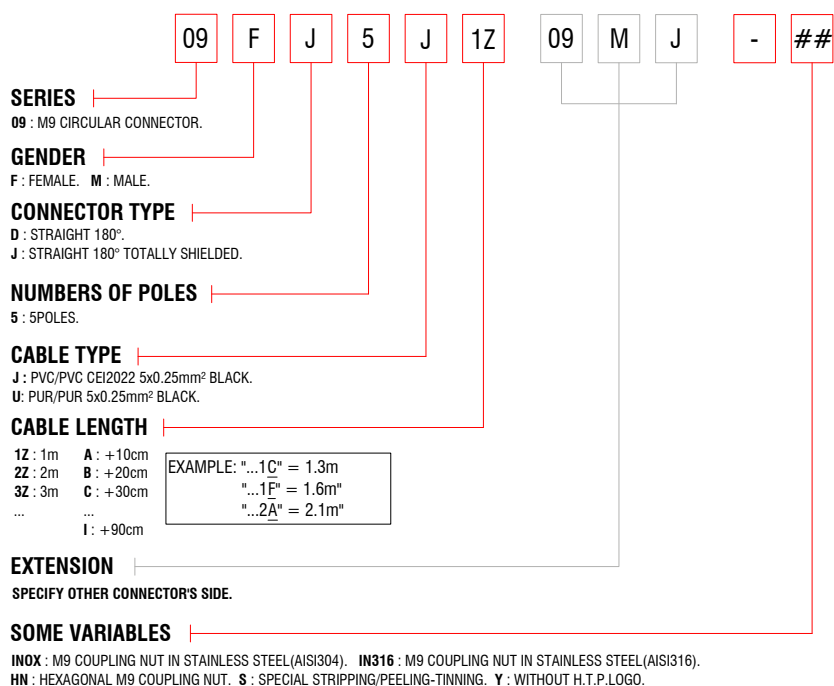 09 F J 5 J 1Z 09 M J - ##
SERIES
09 : M9 CIRCULAR CONNECTOR.
GENDER
F : FEMALE. M : MALE.
CONNECTOR TYPE
D : STRAIGHT 180°.
J : STRAIGHT 180° TOTALLY SHIELDED.
NUMBERS OF POLES
5 : 5POLES.
CABLE TYPE
J : PVC/PVC CEI2022 5x0.25mm² BLACK.
U: PUR/PUR 5x0.25mm² BLACK.
CABLE LENGTH
1Z : 1m A : +10cm
2Z : 2m B : +20cm
3Z : 3m C : +30cm
... ...
I : +90cm
EXAMPLE: "...1C" = 1.3m
"...1F" = 1.6m"
"...2A" = 2.1m"
EXTENSION
SPECIFY OTHER CONNECTOR'S SIDE.
SOME VARIABLES
INOX : M9 COUPLING NUT IN STAINLESS STEEL(AISI304). IN316 : M9 COUPLING NUT IN STAINLESS STEEL(AISI316).
HN : HEXAGONAL M9 COUPLING NUT. S : SPECIAL STRIPPING/PEELING-TINNING. Y : WITHOUT H.T.P.LOGO.